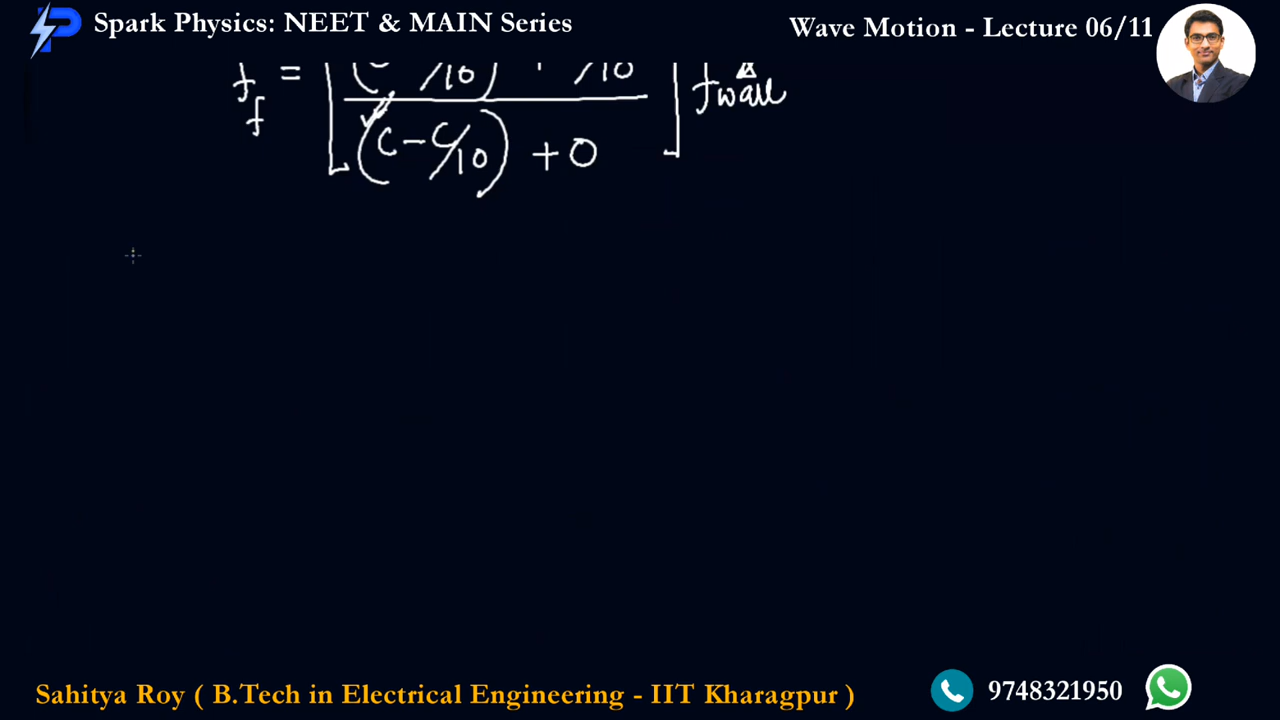 Spark Physics: NEET & MAIN Series
Wave Motion - Lecture 06/11
f_f = [ (C - C/10) + C/10 / (C - C/10) + 0 ] f_wall
Sahitya Roy ( B.Tech in Electrical Engineering - IIT Kharagpur )
9748321950